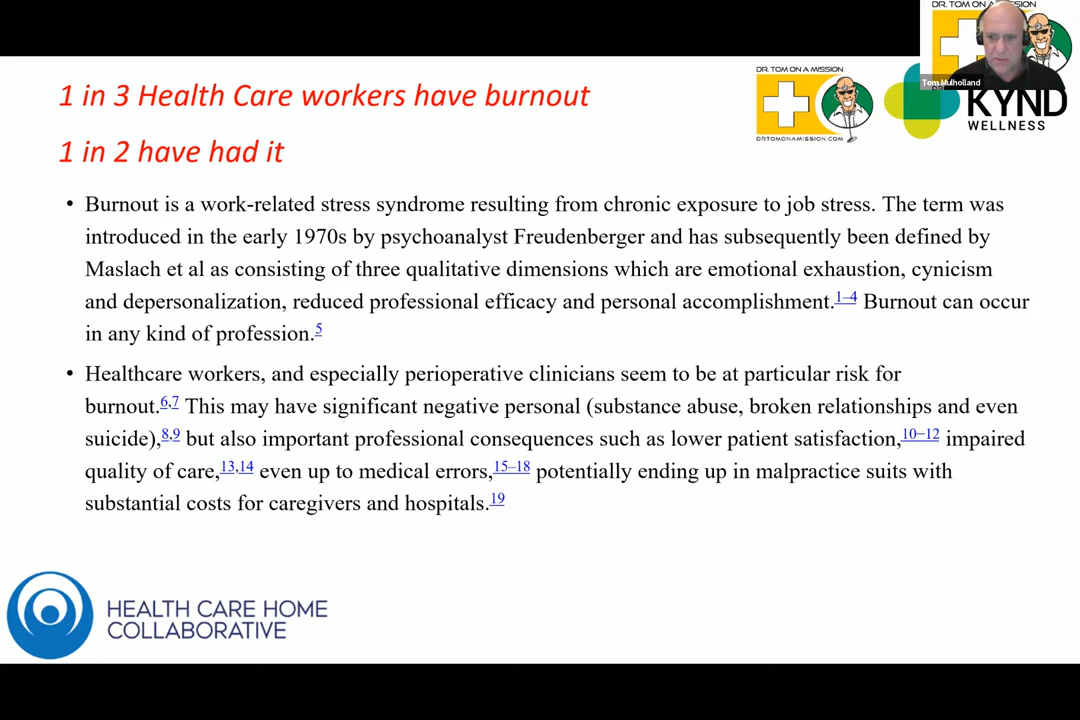 DR. TOM ON A MISSION
Tom Mulholland
1 in 3 Health Care workers have burnout
1 in 2 have had it
DR. TOM ON A MISSION
DRTOMONAMISSION.COM
KYND
WELLNESS
• Burnout is a work-related stress syndrome resulting from chronic exposure to job stress. The term was
introduced in the early 1970s by psychoanalyst Freudenberger and has subsequently been defined by
Maslach et al as consisting of three qualitative dimensions which are emotional exhaustion, cynicism
and depersonalization, reduced professional efficacy and personal accomplishment.1–4 Burnout can occur
in any kind of profession.5
• Healthcare workers, and especially perioperative clinicians seem to be at particular risk for
burnout.6,7 This may have significant negative personal (substance abuse, broken relationships and even
suicide),8,9 but also important professional consequences such as lower patient satisfaction,10–12 impaired
quality of care,13,14 even up to medical errors,15–18 potentially ending up in malpractice suits with
substantial costs for caregivers and hospitals.19
HEALTH CARE HOME
COLLABORATIVE